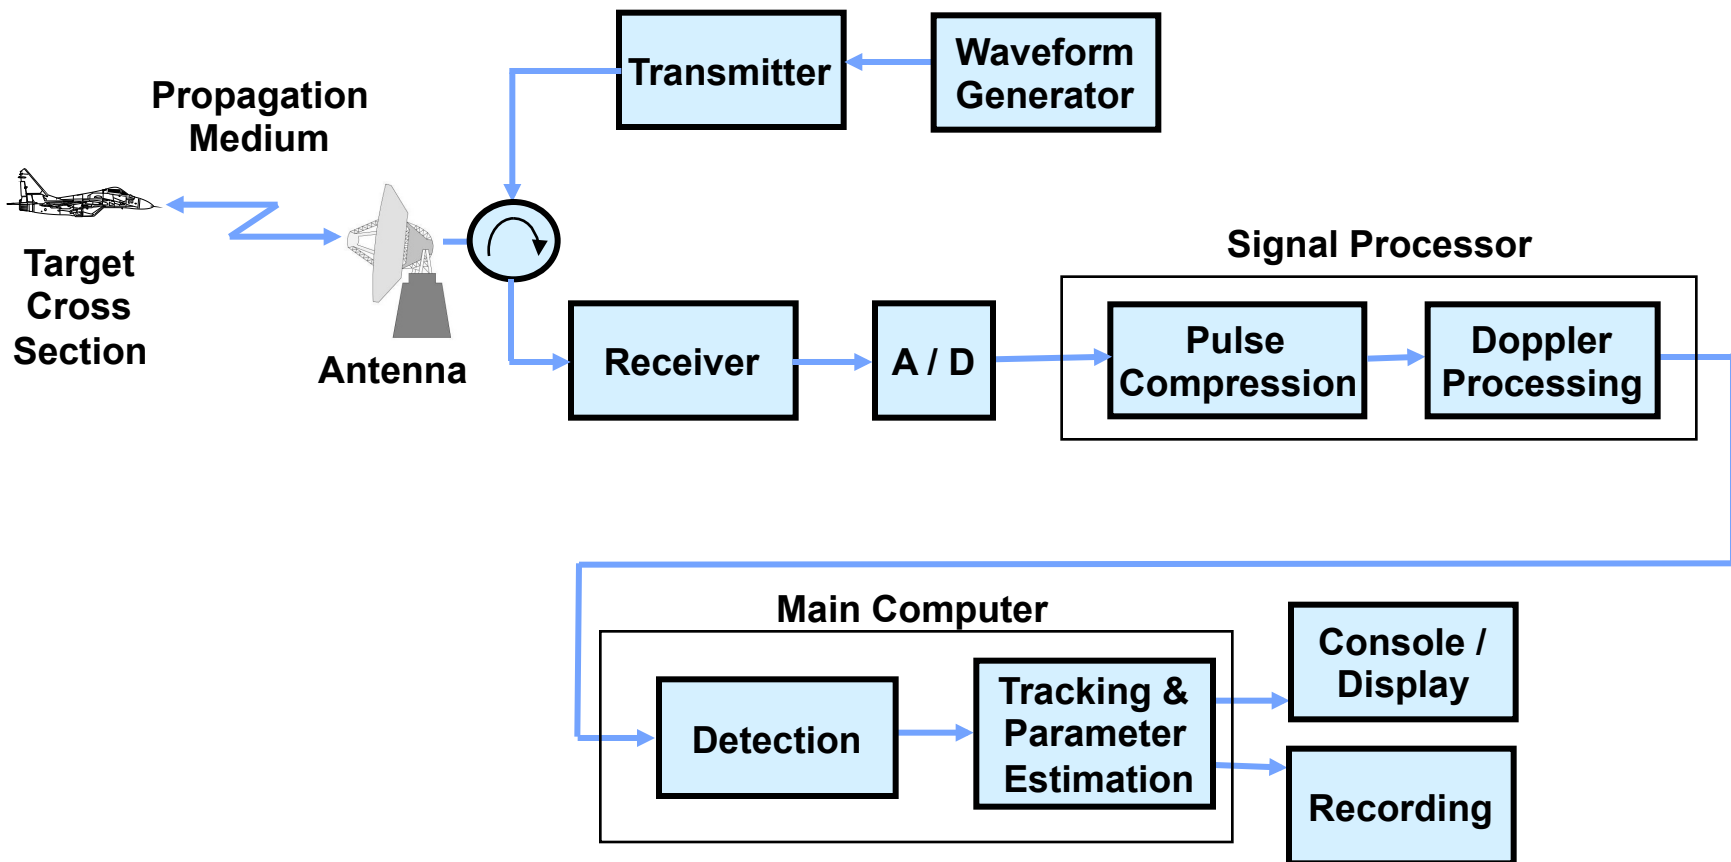 Waveform
Generator
Transmitter
Propagation
Medium
Target
Cross
Section
Antenna
Signal Processor
Receiver
A / D
Pulse
Compression
Doppler
Processing
Main Computer
Detection
Tracking &
Parameter
Estimation
Console /
Display
Recording